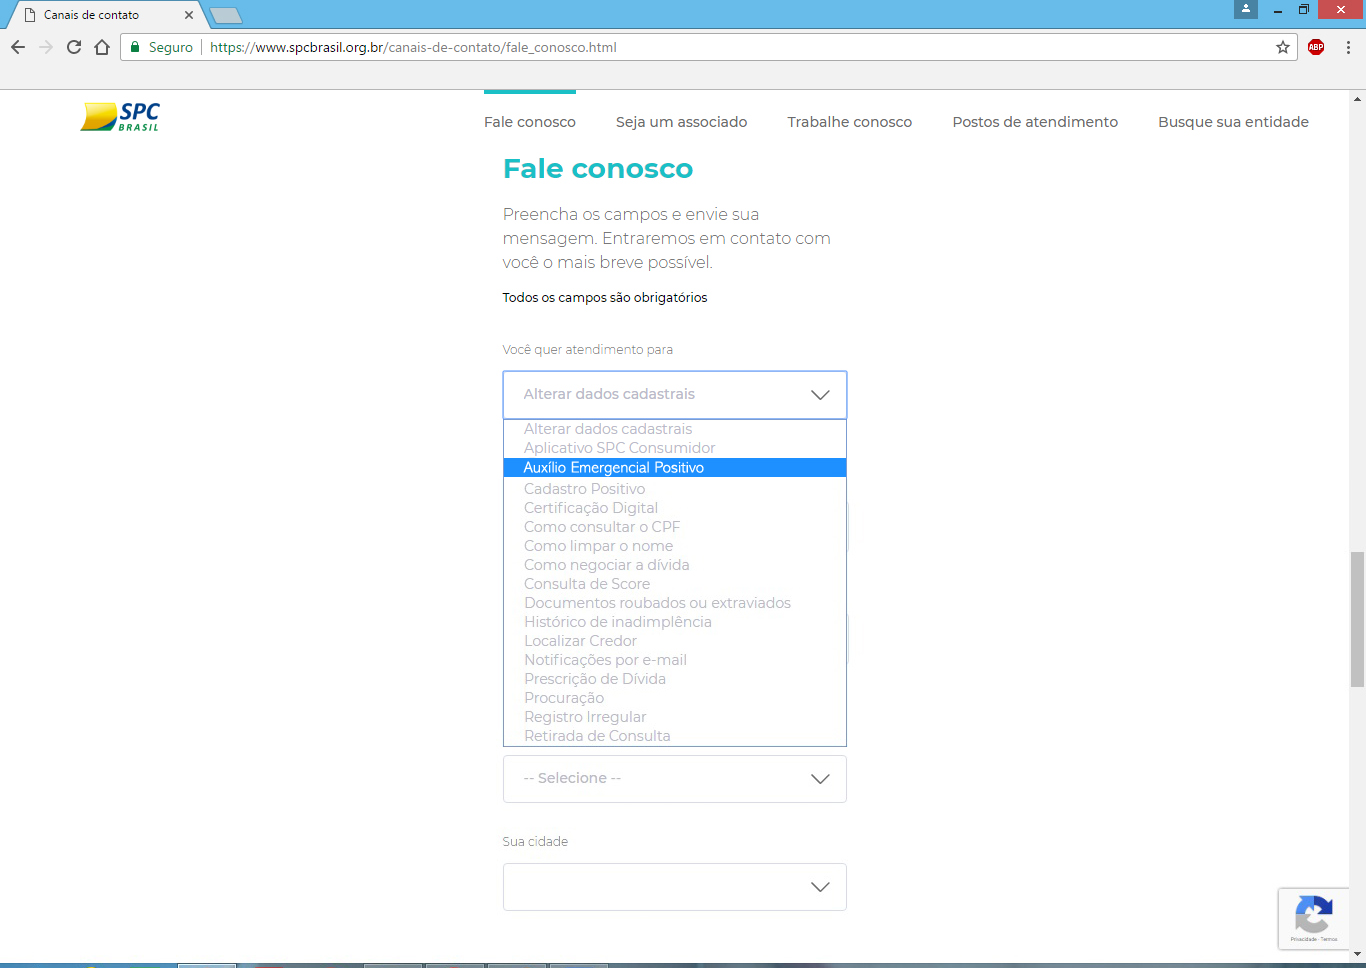 Canais de contato
Seguro
https://www.spcbrasil.org.br/canais-de-contato/fale_conosco.html
ABP
SPC
BRASIL
Fale conosco
Seja um associado
Trabalhe conosco
Postos de atendimento
Busque sua entidade
Fale conosco
Preencha os campos e envie sua
mensagem. Entraremos em contato com
você o mais breve possível.
Todos os campos são obrigatórios
Você quer atendimento para
Alterar dados cadastrais
Alterar dados cadastrais
Aplicativo SPC Consumidor
Auxílio Emergencial Positivo
Cadastro Positivo
Certificação Digital
Como consultar o CPF
Como limpar o nome
Como negociar a dívida
Consulta de Score
Documentos roubados ou extraviados
Histórico de inadimplência
Localizar Credor
Notificações por e-mail
Prescrição de Dívida
Procuração
Registro Irregular
Retirada de Consulta
-- Selecione --
Sua cidade
Privacidade - Termos